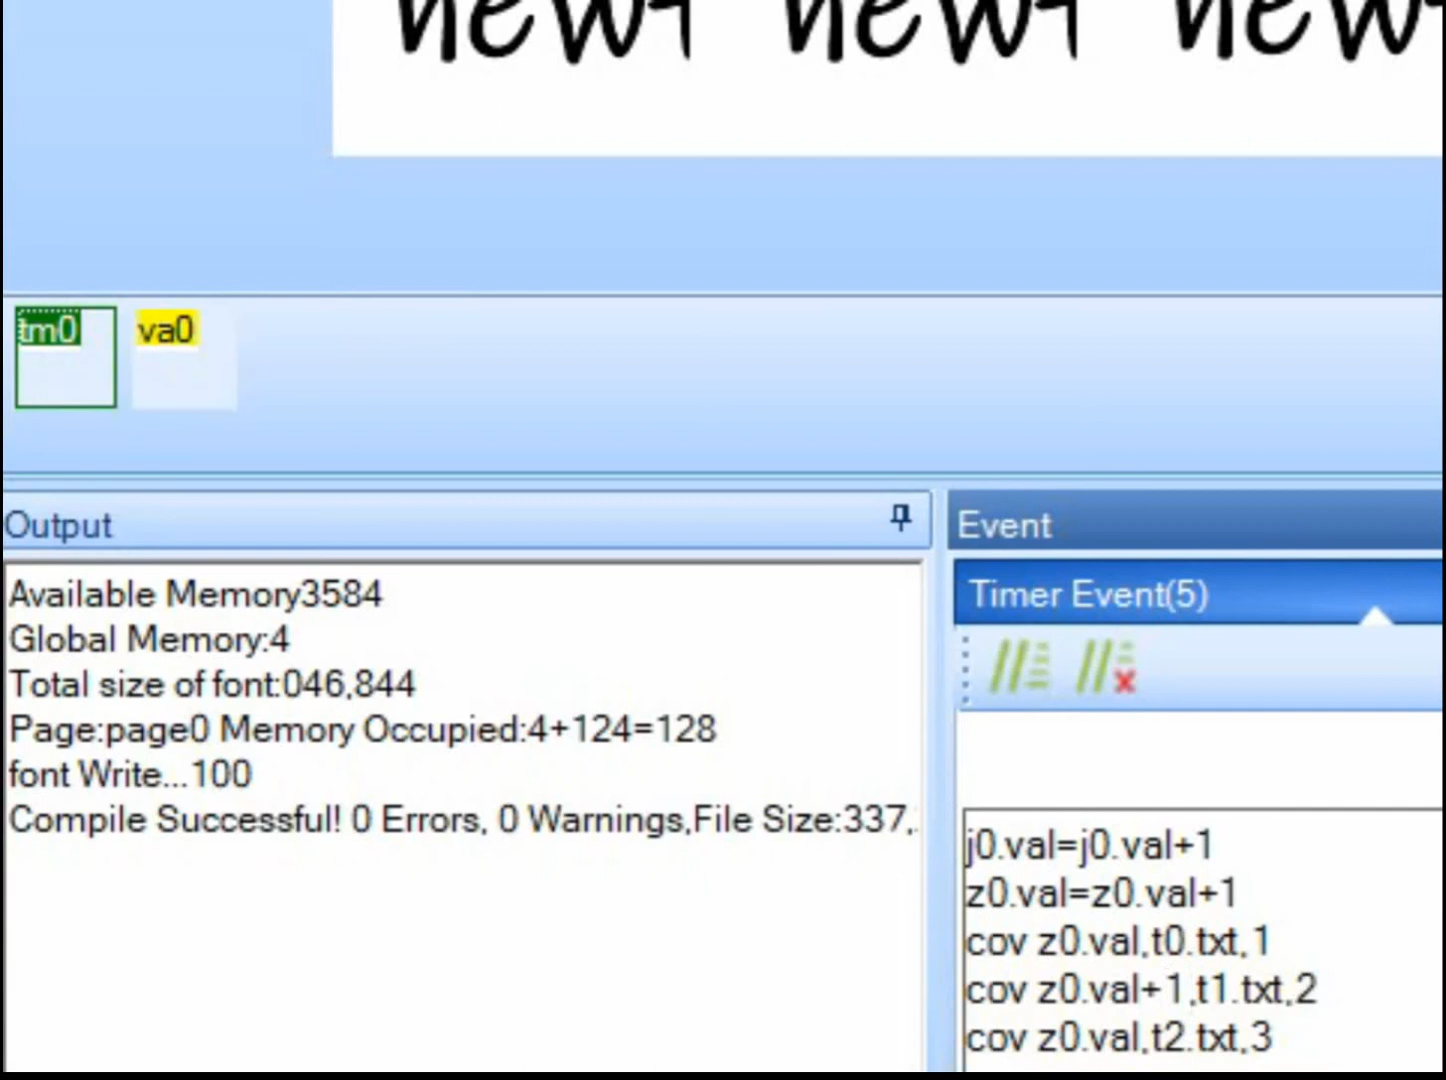 newt newt newt
tm0 va0
Output
Available Memory3584
Global Memory:4
Total size of font:046,844
Page:page0 Memory Occupied:4+124=128
font Write...100
Compile Successful! 0 Errors, 0 Warnings,File Size:337,
Event
Timer Event(5)
j0.val=j0.val+1
z0.val=z0.val+1
cov z0.val,t0.txt,1
cov z0.val+1,t1.txt,2
cov z0.val,t2.txt,3